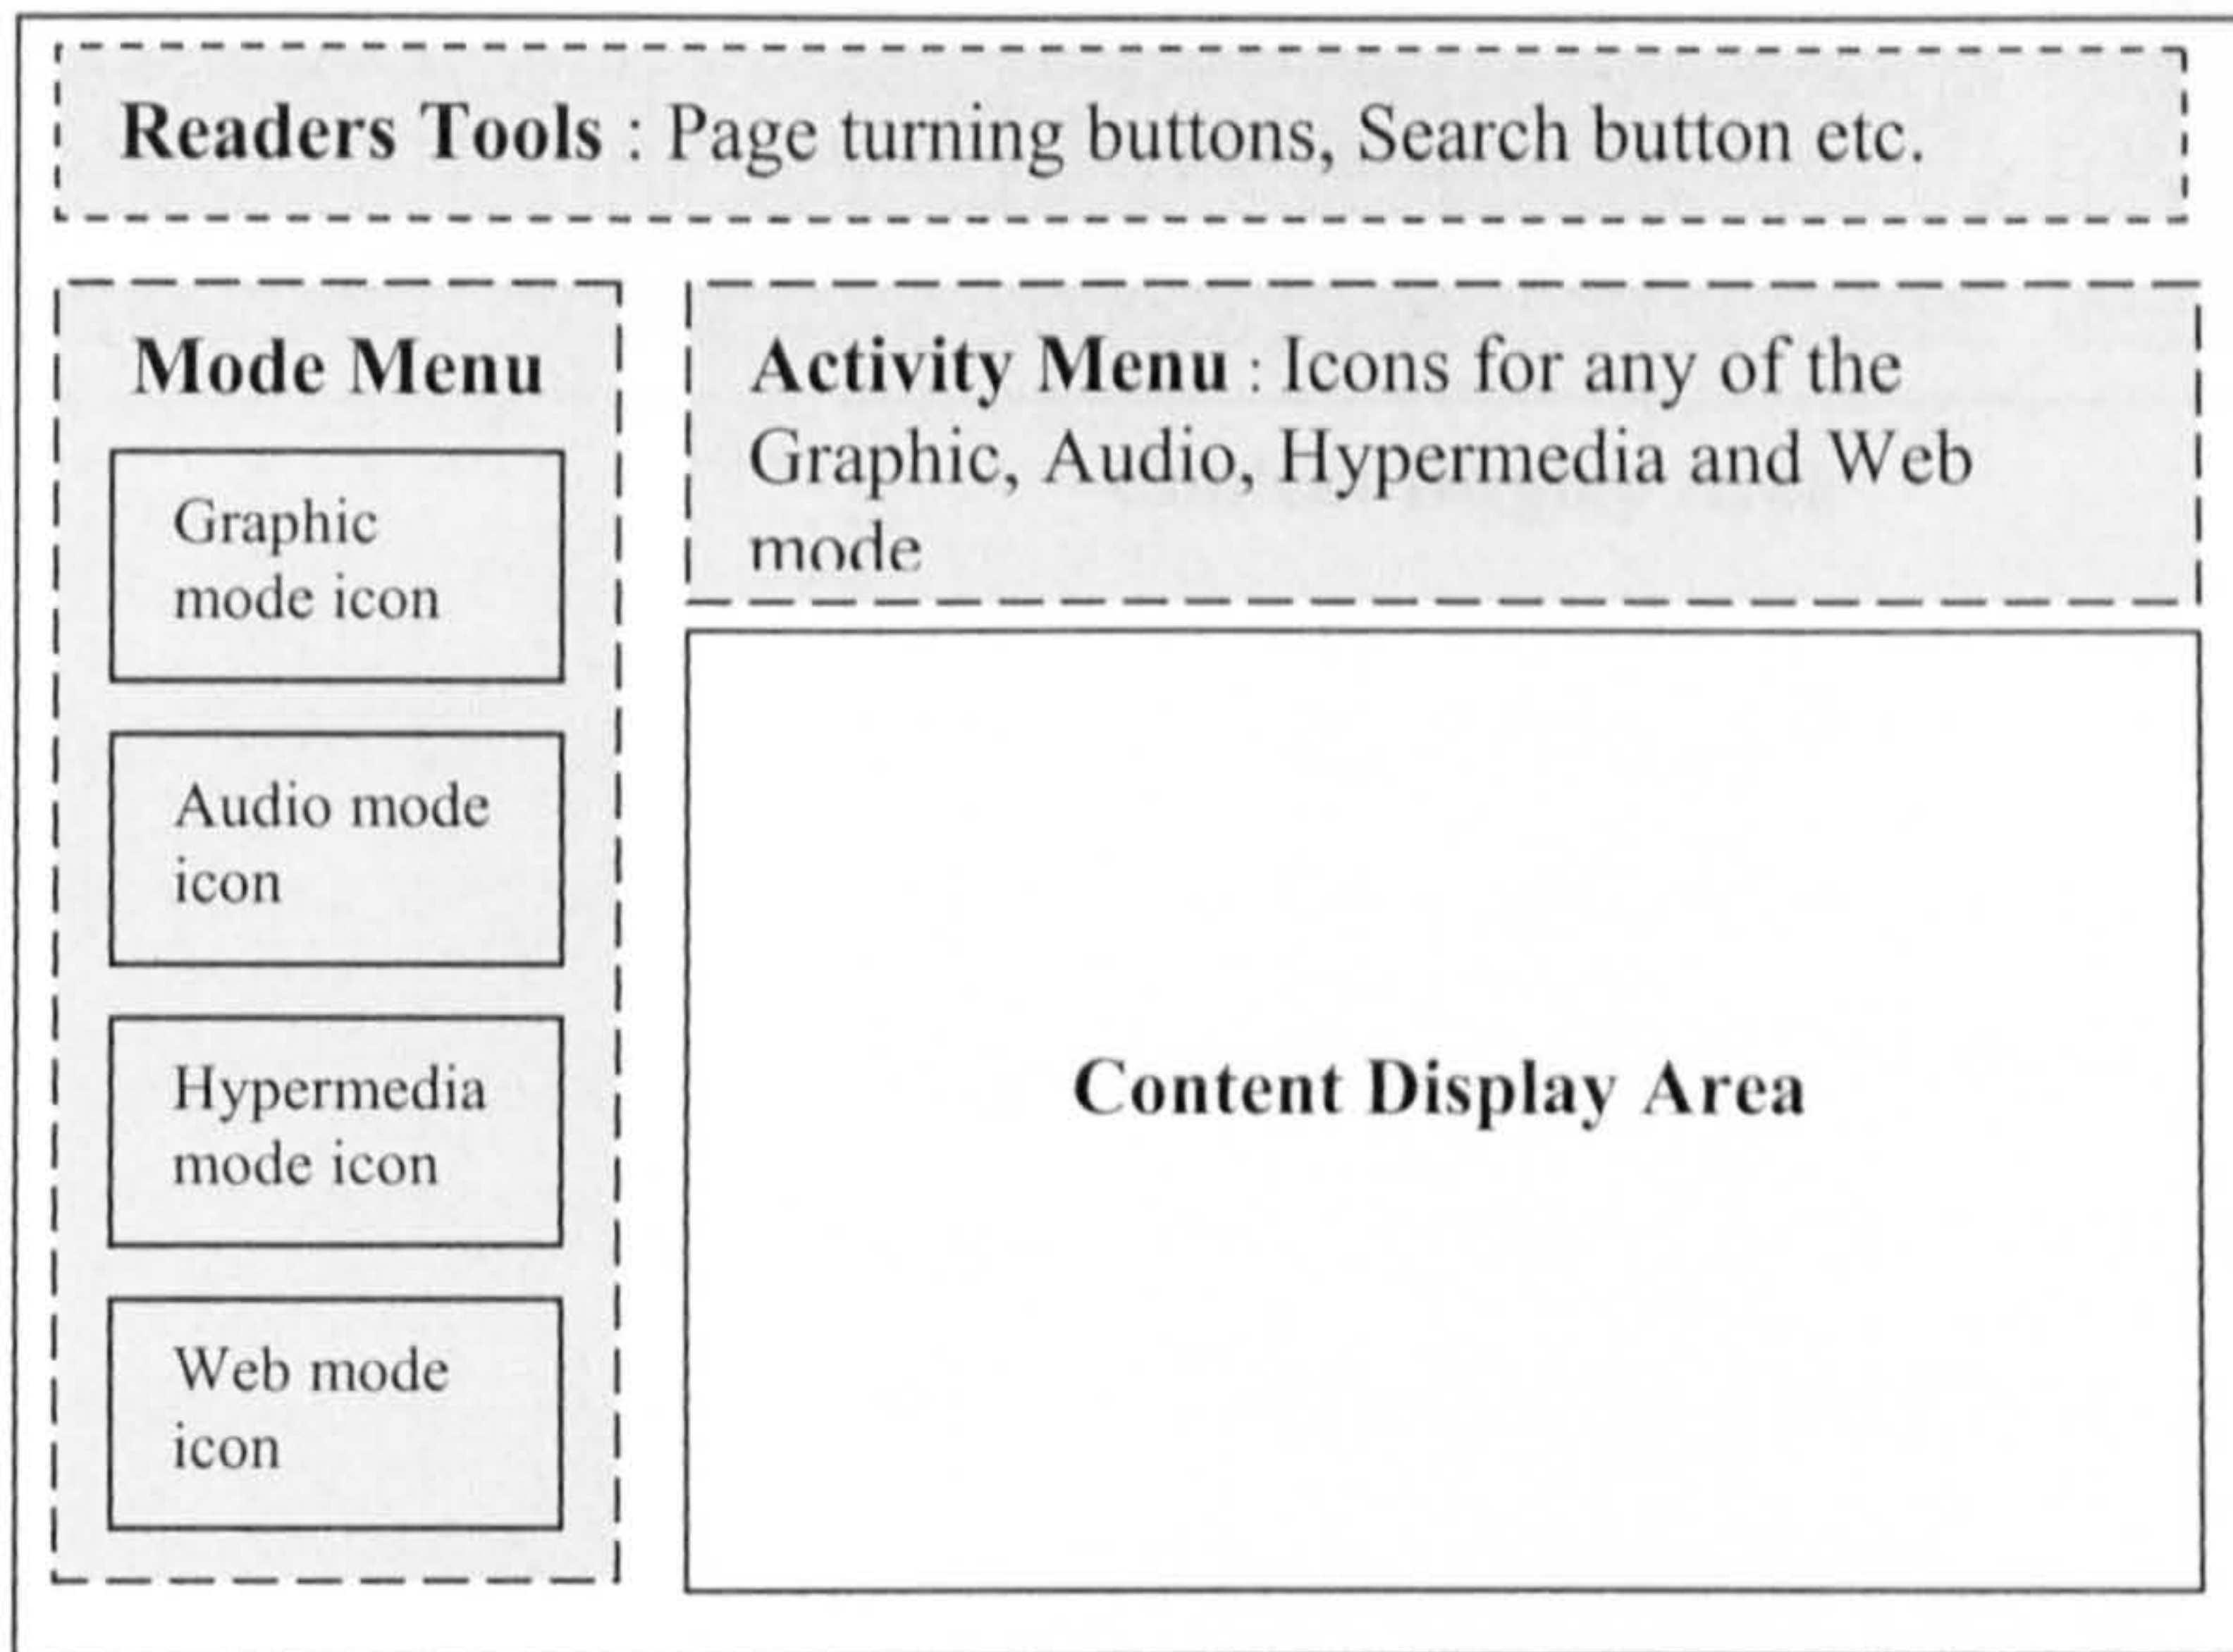 Readers Tools : Page turning buttons, Search button etc.
Mode Menu
Graphic
mode icon
Audio mode
icon
Hypermedia
mode icon
Web mode
icon
Activity Menu : Icons for any of the
Graphic, Audio, Hypermedia and Web
mode
Content Display Area